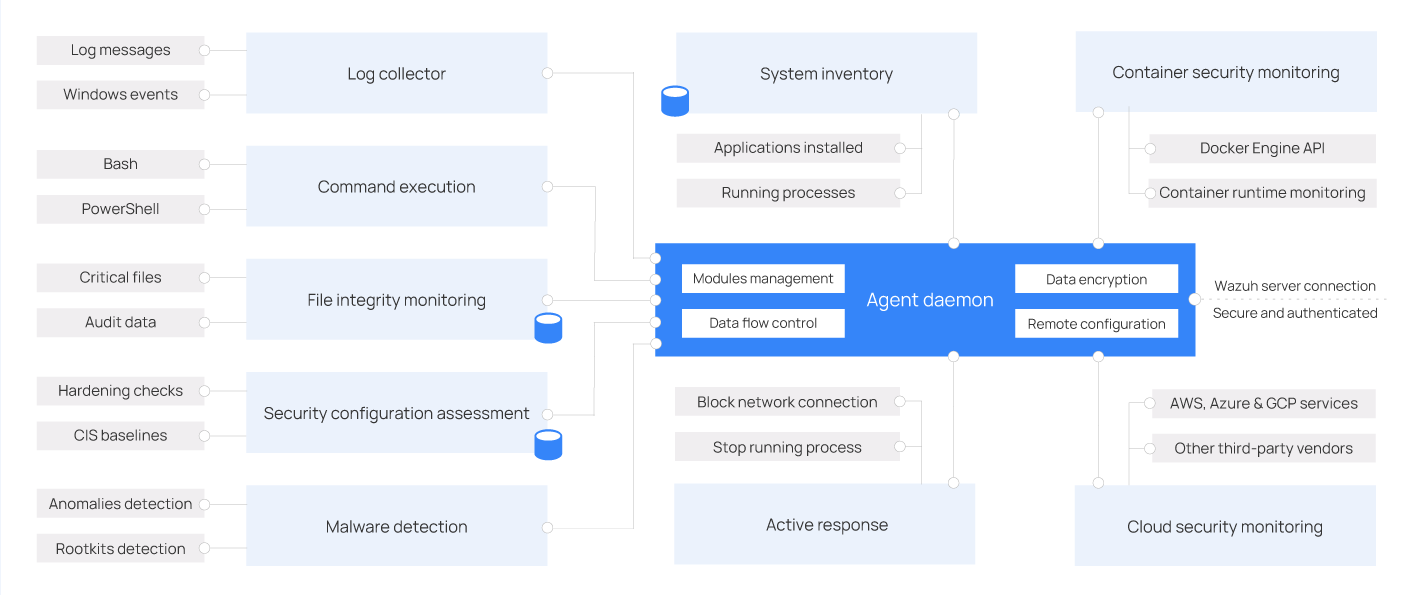 Log messages
Windows events
Log collector
Bash
PowerShell
Command execution
Critical files
Audit data
File integrity monitoring
Hardening checks
CIS baselines
Security configuration assessment
Anomalies detection
Rootkits detection
Malware detection
System inventory
Applications installed
Running processes
Container security monitoring
Docker Engine API
Container runtime monitoring
Modules management
Data flow control
Agent daemon
Data encryption
Remote configuration
Wazuh server connection
Secure and authenticated
Block network connection
Stop running process
Active response
AWS, Azure & GCP services
Other third-party vendors
Cloud security monitoring